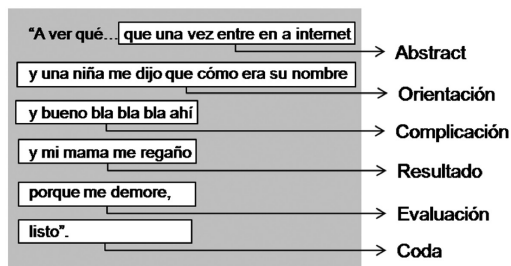 “A ver qué... que una vez entre en a internet
Abstract
y una niña me dijo que cómo era su nombre
Orientación
y bueno bla bla bla ahí
Complicación
y mi mama me regaño
Resultado
porque me demore,
Evaluación
listo”.
Coda